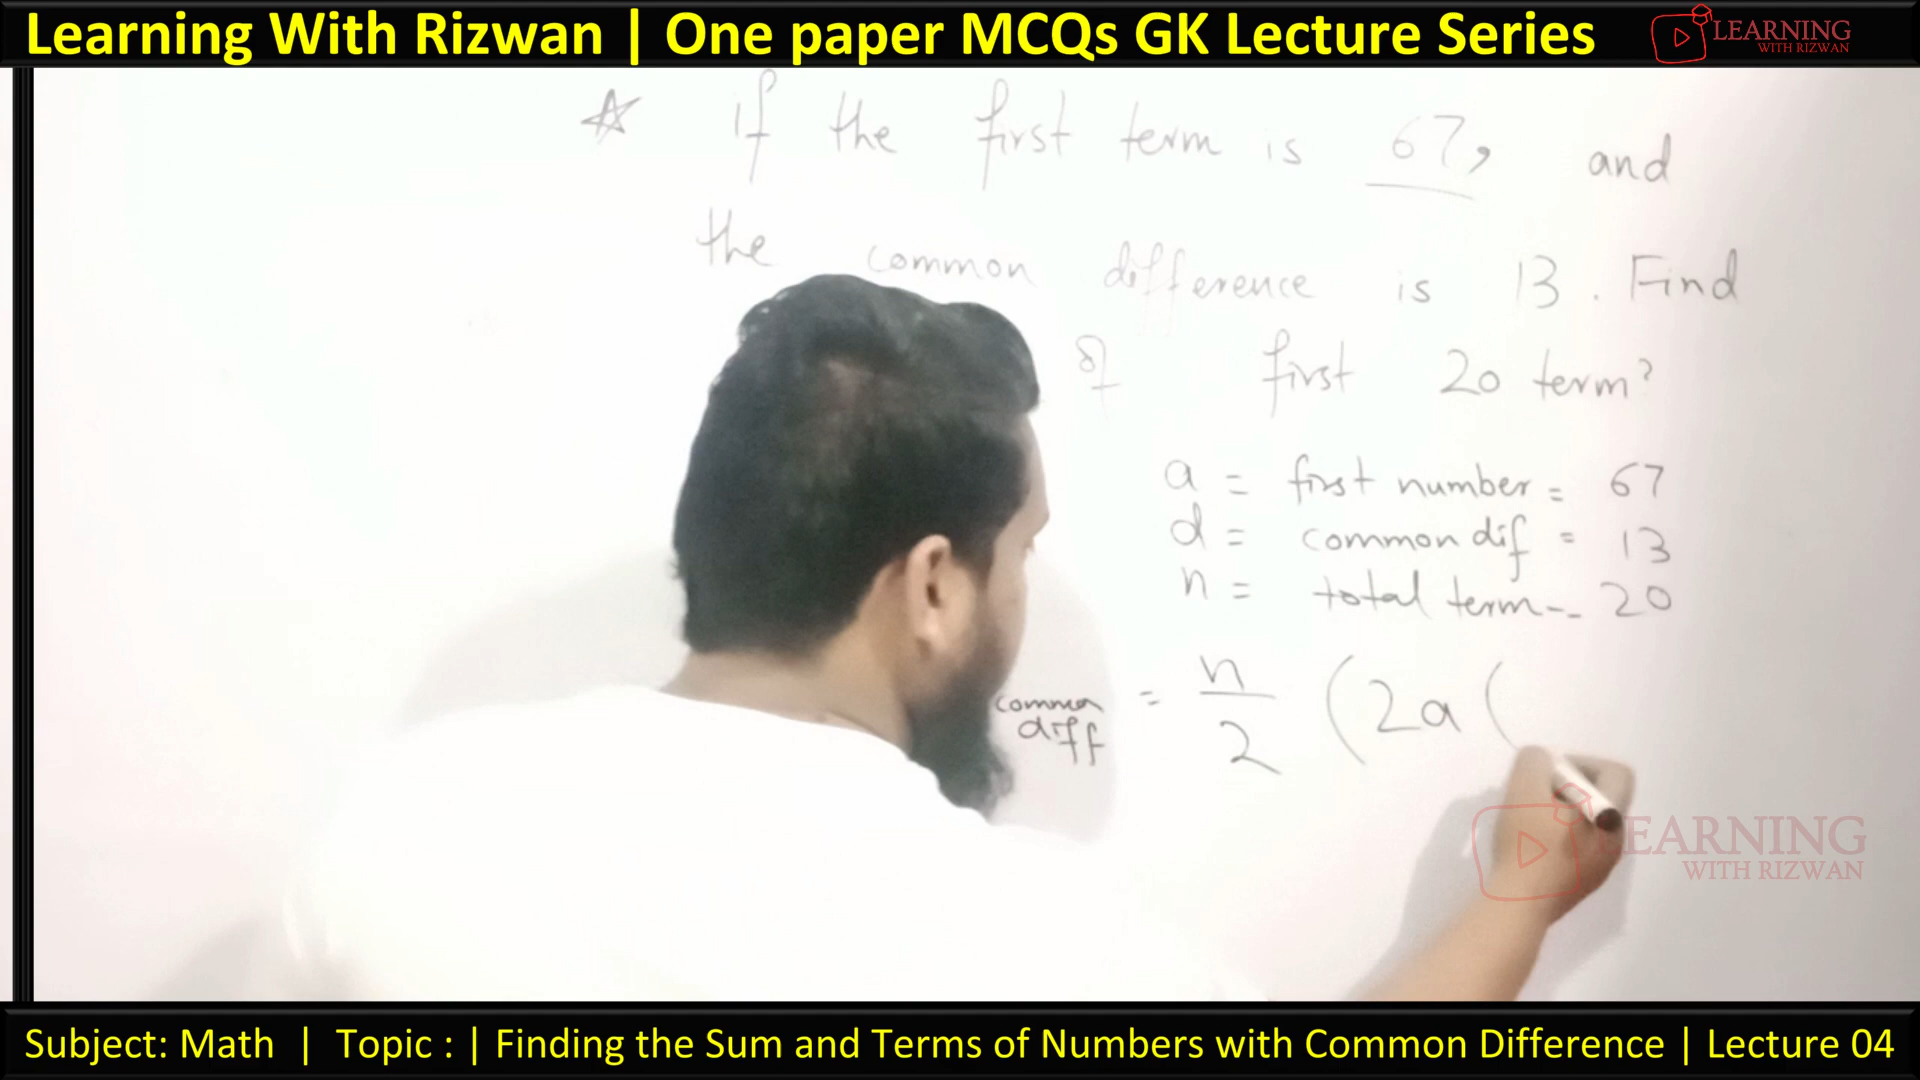 Learning With Rizwan | One paper MCQs GK Lecture Series
LEARNING
WITH RIZWAN
☆ If the first term is 67, and
the common difference is 13. Find
of first 20 term?
a = first number = 67
d = common dif = 13
n = total term -- 20
common diff = n/2 (2a (
LEARNING
WITH RIZWAN
Subject: Math | Topic : | Finding the Sum and Terms of Numbers with Common Difference | Lecture 04